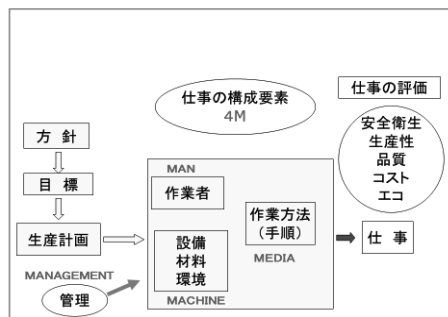 仕事の構成要素
4M
仕事の評価
安全衛生
生産性
品質
コスト
エコ
方 針
目 標
生産計画
MAN
作業者
設備
材料
環境
MACHINE
作業方法
(手順)
MEDIA
仕 事
MANAGEMENT
管理